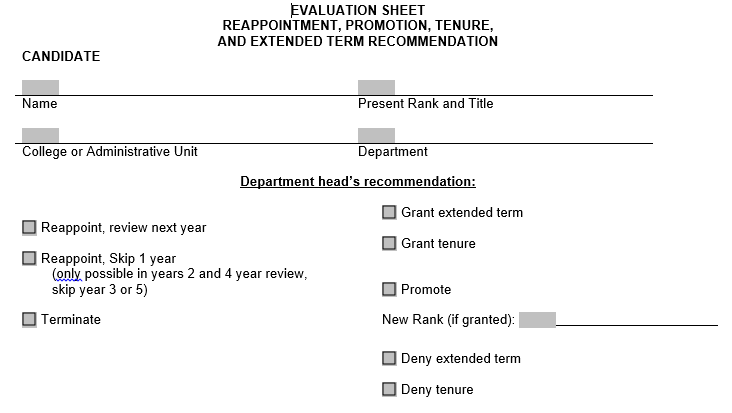 EVALUATION SHEET
REAPPOINTMENT, PROMOTION, TENURE,
AND EXTENDED TERM RECOMMENDATION
CANDIDATE
Name
Present Rank and Title
College or Administrative Unit
Department
Department head's recommendation:
Reappoint, review next year
Reappoint, Skip 1 year
(only possible in years 2 and 4 year review,
skip year 3 or 5)
Terminate
Grant extended term
Grant tenure
Promote
New Rank (if granted):
Deny extended term
Deny tenure